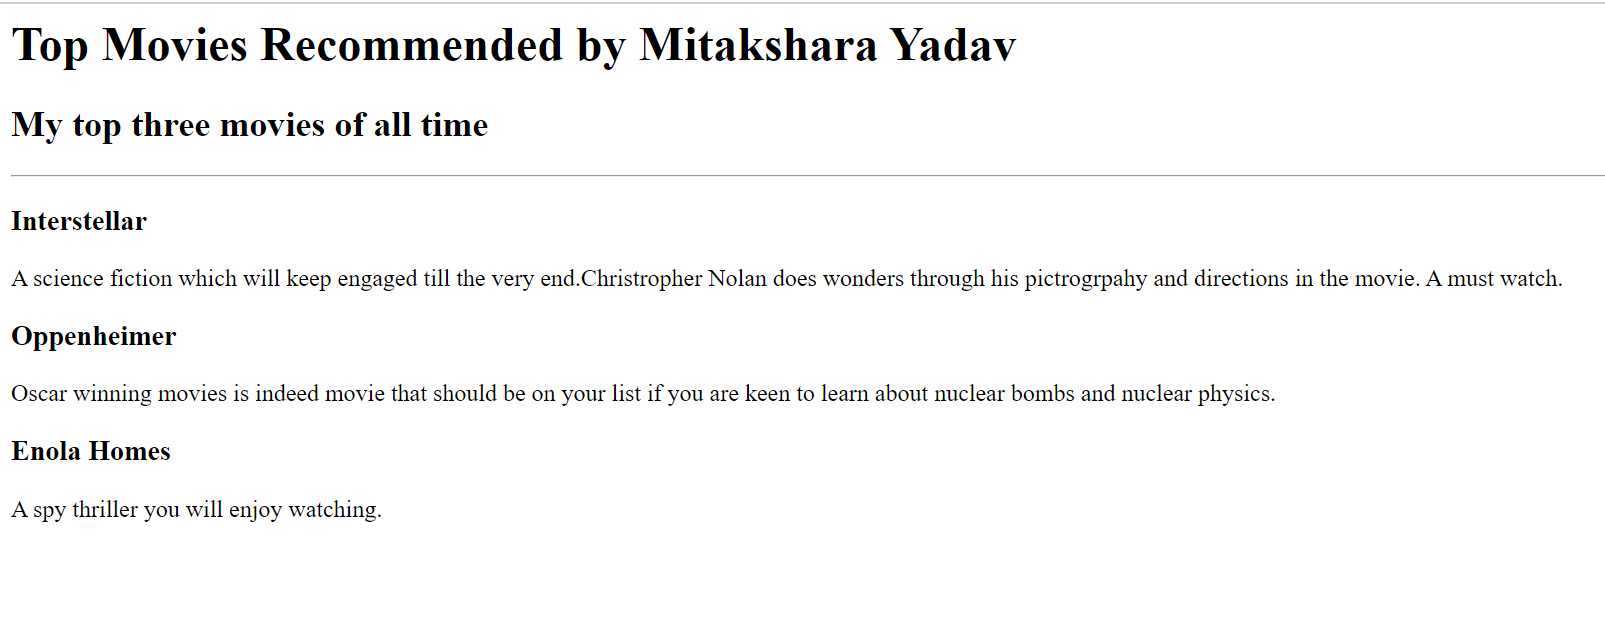 Top Movies Recommended by Mitakshara Yadav
My top three movies of all time
Interstellar
A science fiction which will keep engaged till the very end.Christropher Nolan does wonders through his pictrogrpahy and directions in the movie. A must watch.
Oppenheimer
Oscar winning movies is indeed movie that should be on your list if you are keen to learn about nuclear bombs and nuclear physics.
Enola Homes
A spy thriller you will enjoy watching.